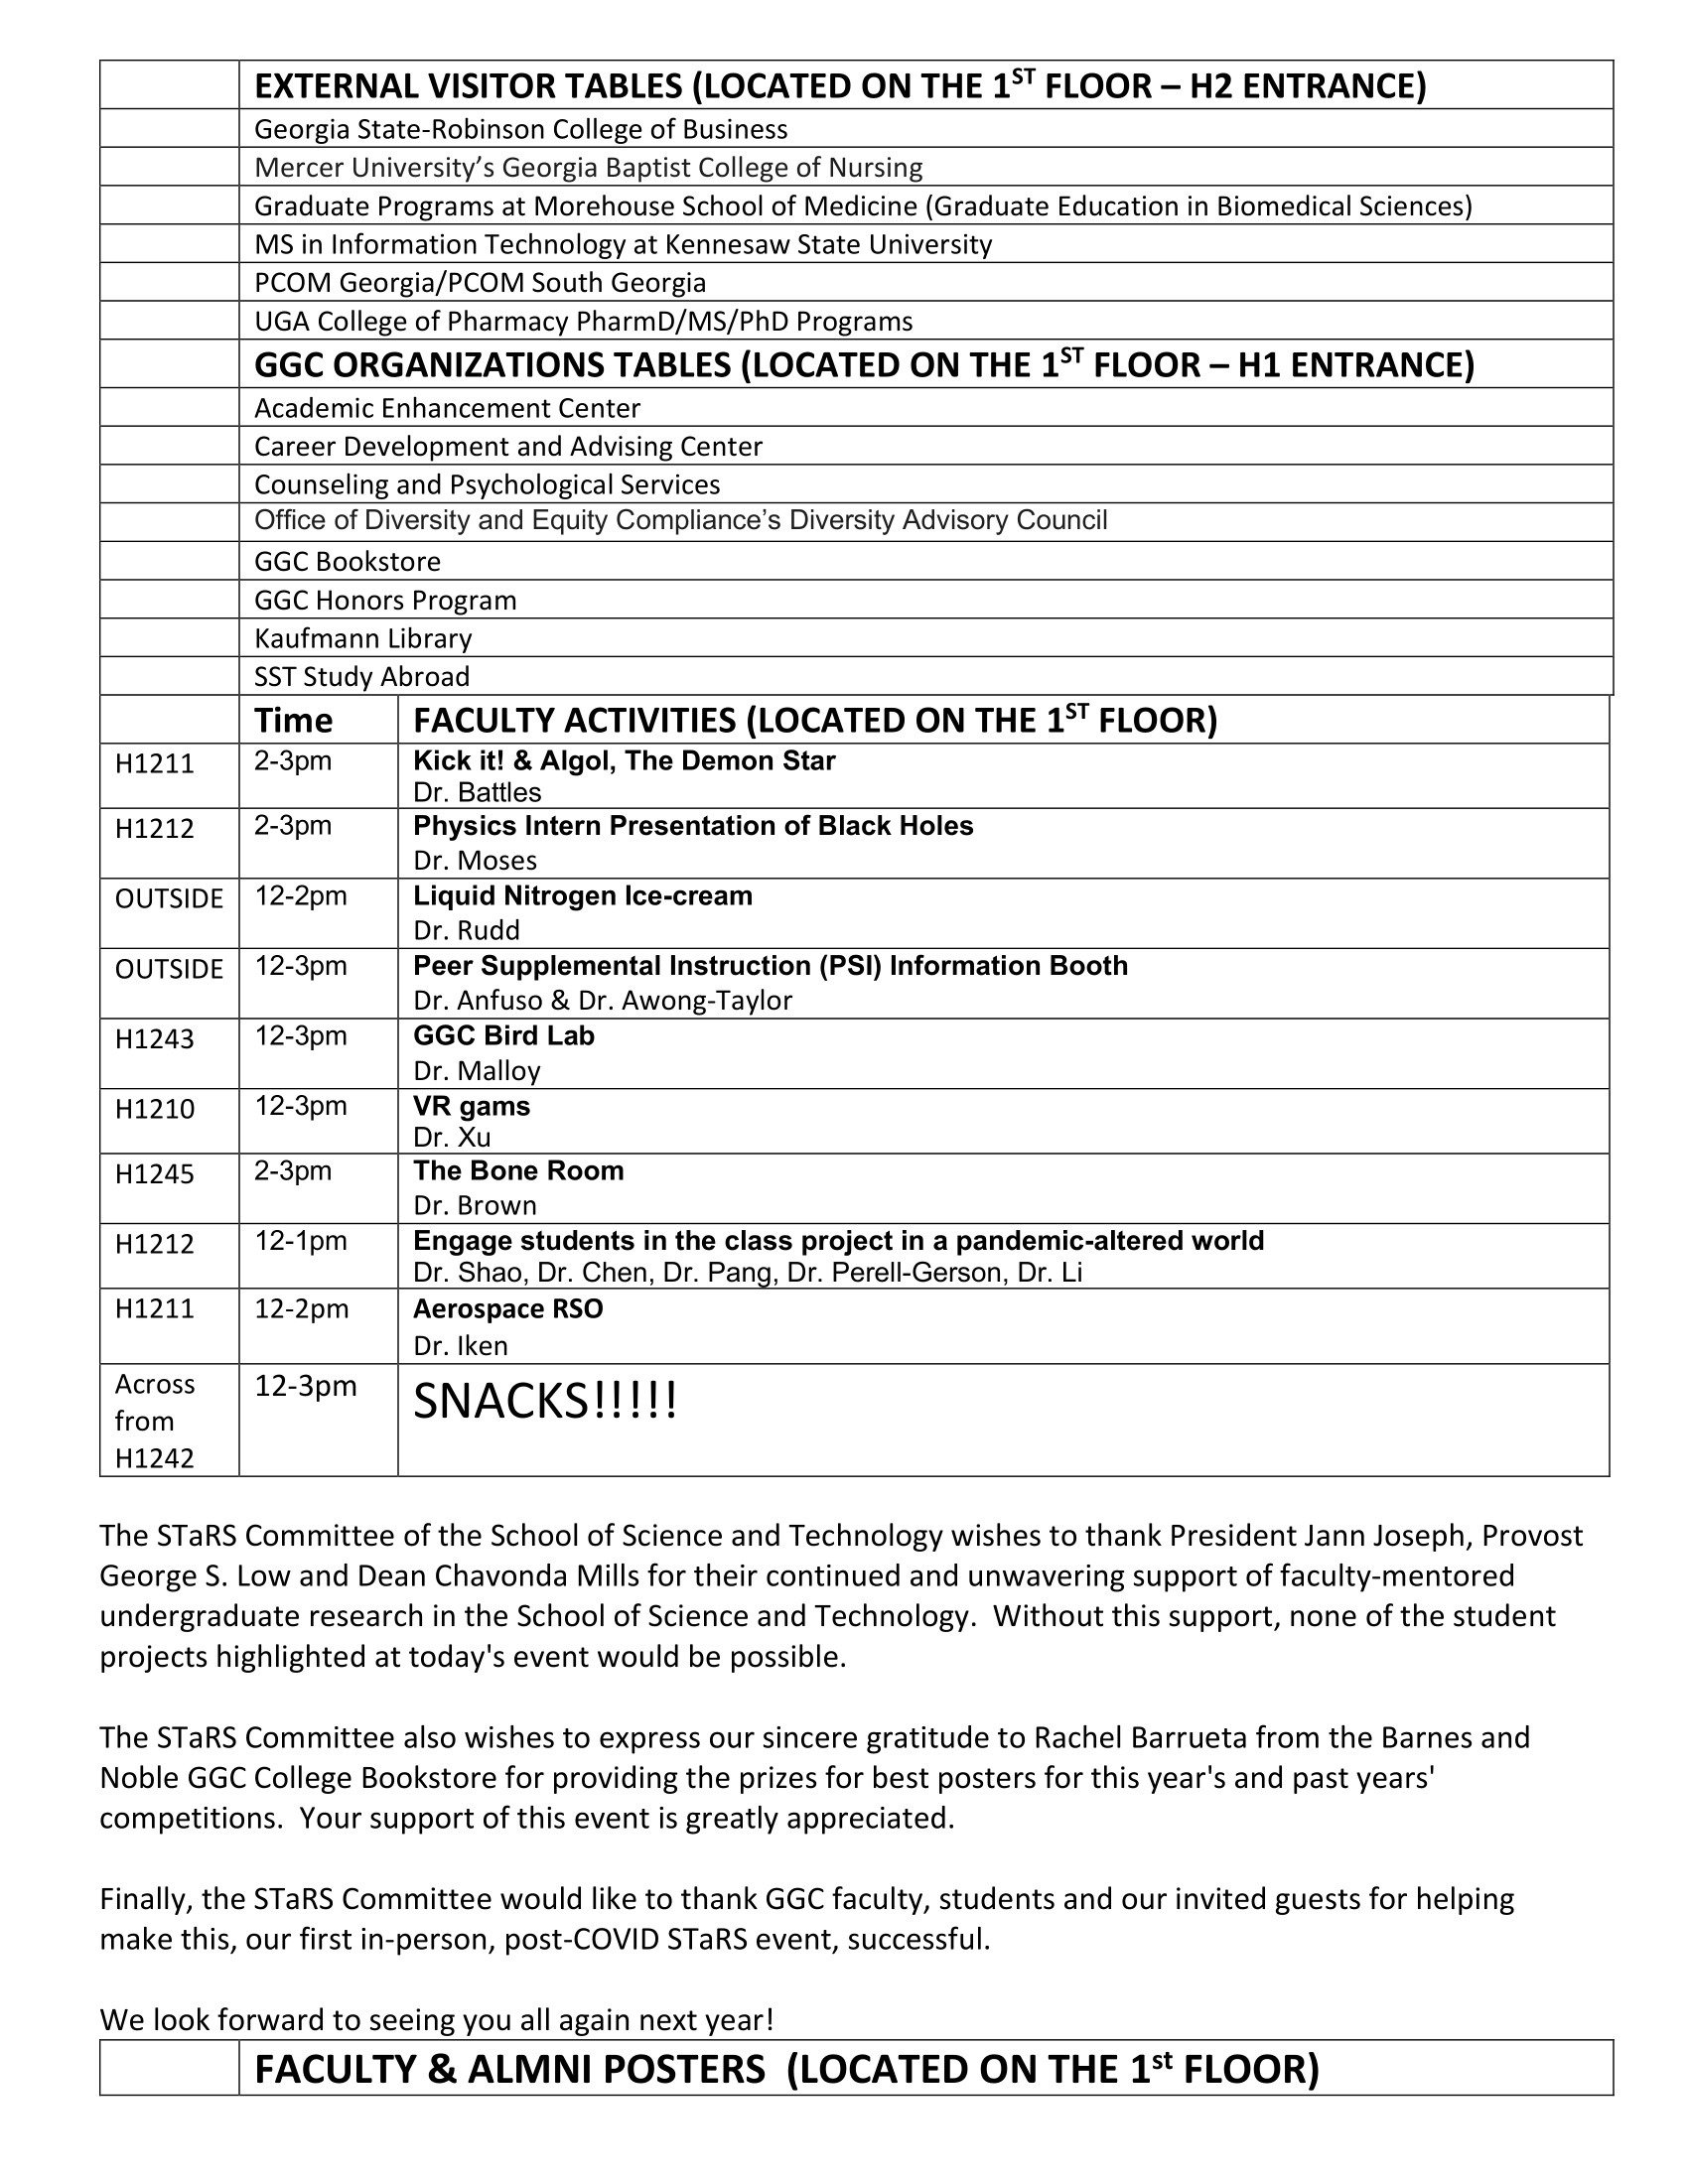 EXTERNAL VISITOR TABLES (LOCATED ON THE 1ST FLOOR – H2 ENTRANCE)
Georgia State-Robinson College of Business
Mercer University’s Georgia Baptist College of Nursing
Graduate Programs at Morehouse School of Medicine (Graduate Education in Biomedical Sciences)
MS in Information Technology at Kennesaw State University
PCOM Georgia/PCOM South Georgia
UGA College of Pharmacy PharmD/MS/PhD Programs
GGC ORGANIZATIONS TABLES (LOCATED ON THE 1ST FLOOR – H1 ENTRANCE)
Academic Enhancement Center
Career Development and Advising Center
Counseling and Psychological Services
Office of Diversity and Equity Compliance’s Diversity Advisory Council
GGC Bookstore
GGC Honors Program
Kaufmann Library
SST Study Abroad
Time FACULTY ACTIVITIES (LOCATED ON THE 1ST FLOOR)
H1211 2-3pm Kick it! & Algol, The Demon Star
Dr. Battles
H1212 2-3pm Physics Intern Presentation of Black Holes
Dr. Moses
OUTSIDE 12-2pm Liquid Nitrogen Ice-cream
Dr. Rudd
OUTSIDE 12-3pm Peer Supplemental Instruction (PSI) Information Booth
Dr. Anfuso & Dr. Awong-Taylor
H1243 12-3pm GGC Bird Lab
Dr. Malloy
H1210 12-3pm VR gams
Dr. Xu
H1245 2-3pm The Bone Room
Dr. Brown
H1212 12-1pm Engage students in the class project in a pandemic-altered world
Dr. Shao, Dr. Chen, Dr. Pang, Dr. Perell-Gerson, Dr. Li
H1211 12-2pm Aerospace RSO
Dr. Iken
Across 12-3pm SNACKS!!!!!
from
H1242
The STaRS Committee of the School of Science and Technology wishes to thank President Jann Joseph, Provost
George S. Low and Dean Chavonda Mills for their continued and unwavering support of faculty-mentored
undergraduate research in the School of Science and Technology.  Without this support, none of the student
projects highlighted at today's event would be possible.
The STaRS Committee also wishes to express our sincere gratitude to Rachel Barrueta from the Barnes and
Noble GGC College Bookstore for providing the prizes for best posters for this year's and past years'
competitions.  Your support of this event is greatly appreciated.
Finally, the STaRS Committee would like to thank GGC faculty, students and our invited guests for helping
make this, our first in-person, post-COVID STaRS event, successful.
We look forward to seeing you all again next year!
FACULTY & ALMNI POSTERS  (LOCATED ON THE 1st FLOOR)